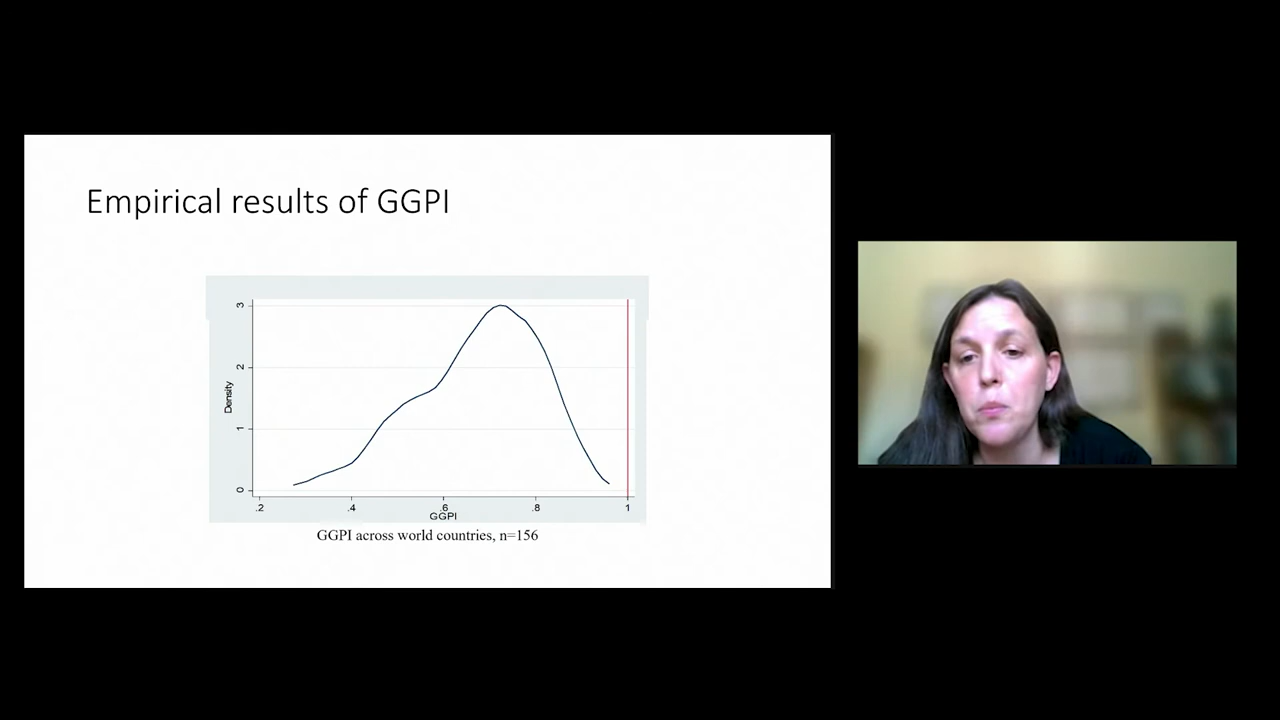 Empirical results of GGPI
3
2
1
0
Density
.2 .4 .6 .8 1
GGPI
GGPI across world countries, n=156